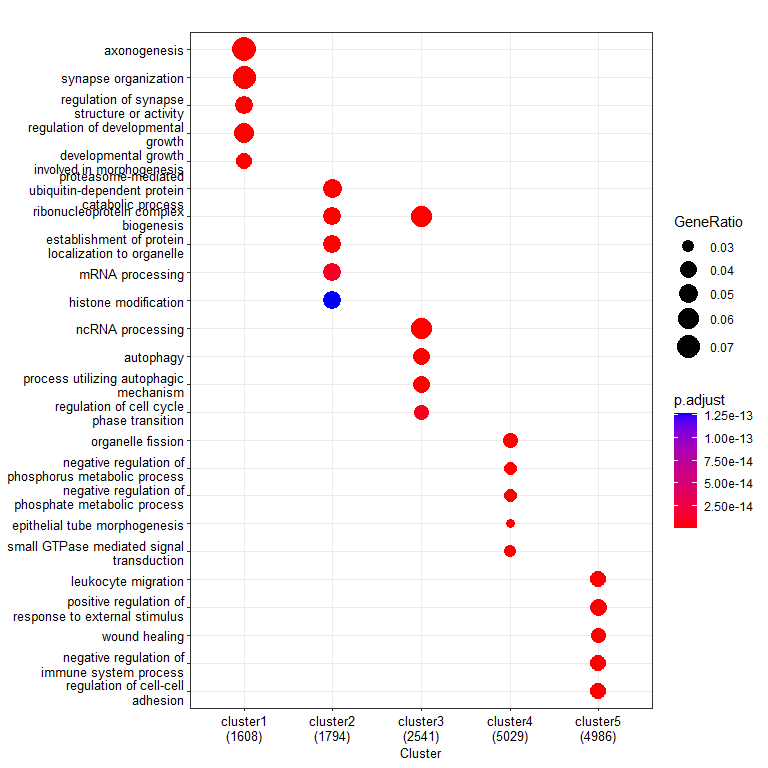 axonogenesis
synapse organization
regulation of synapse
structure or activity
regulation of developmental
growth
developmental growth
involved in morphogenesis
proteasome-mediated
ubiquitin-dependent protein
catabolic process
ribonucleoprotein complex
biogenesis
establishment of protein
localization to organelle
mRNA processing
histone modification
ncRNA processing
autophagy
process utilizing autophagic
mechanism
regulation of cell cycle
phase transition
organelle fission
negative regulation of
phosphorus metabolic process
negative regulation of
phosphate metabolic process
epithelial tube morphogenesis
small GTPase mediated signal
transduction
leukocyte migration
positive regulation of
response to external stimulus
wound healing
negative regulation of
immune system process
regulation of cell-cell
adhesion
cluster1
(1608)
cluster2
(1794)
cluster3
(2541)
cluster4
(5029)
cluster5
(4986)
Cluster
GeneRatio
0.03
0.04
0.05
0.06
0.07
p.adjust
1.25e-13
1.00e-13
7.50e-14
5.00e-14
2.50e-14